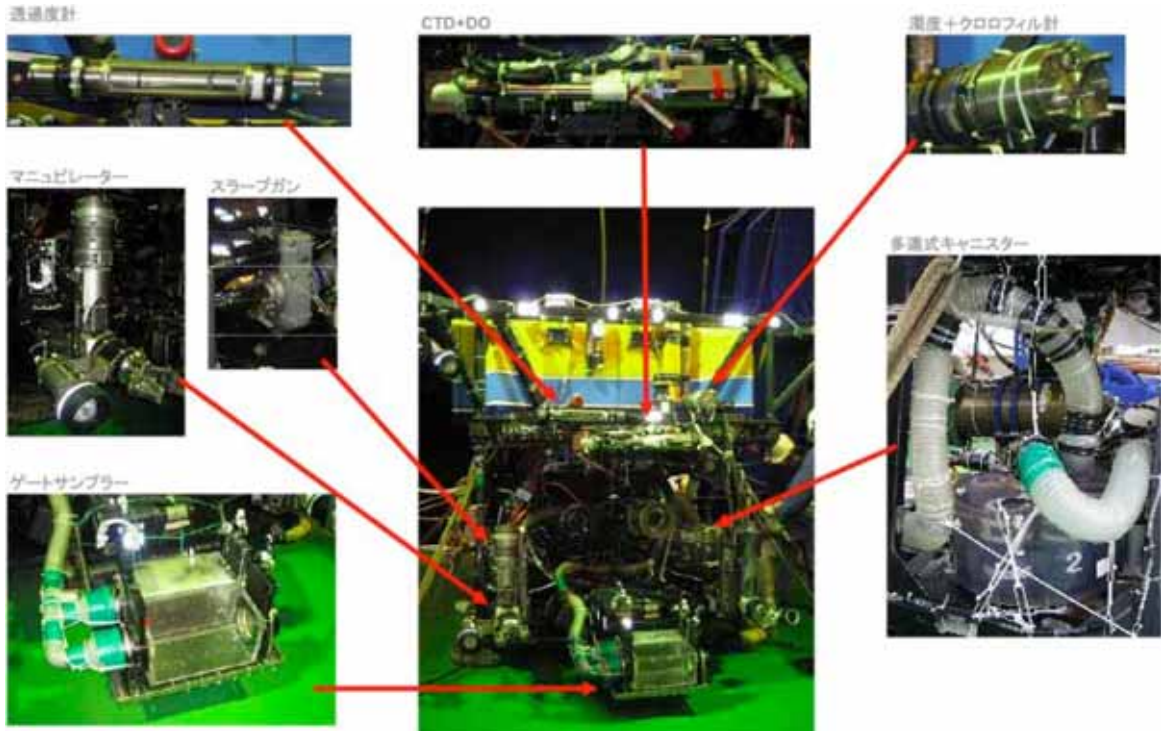 透過度計
CTD+DO
濁度+クロロフィル計
マニュピレーター
スラープガン
多連式キャニスター
ゲートサンプラー
2